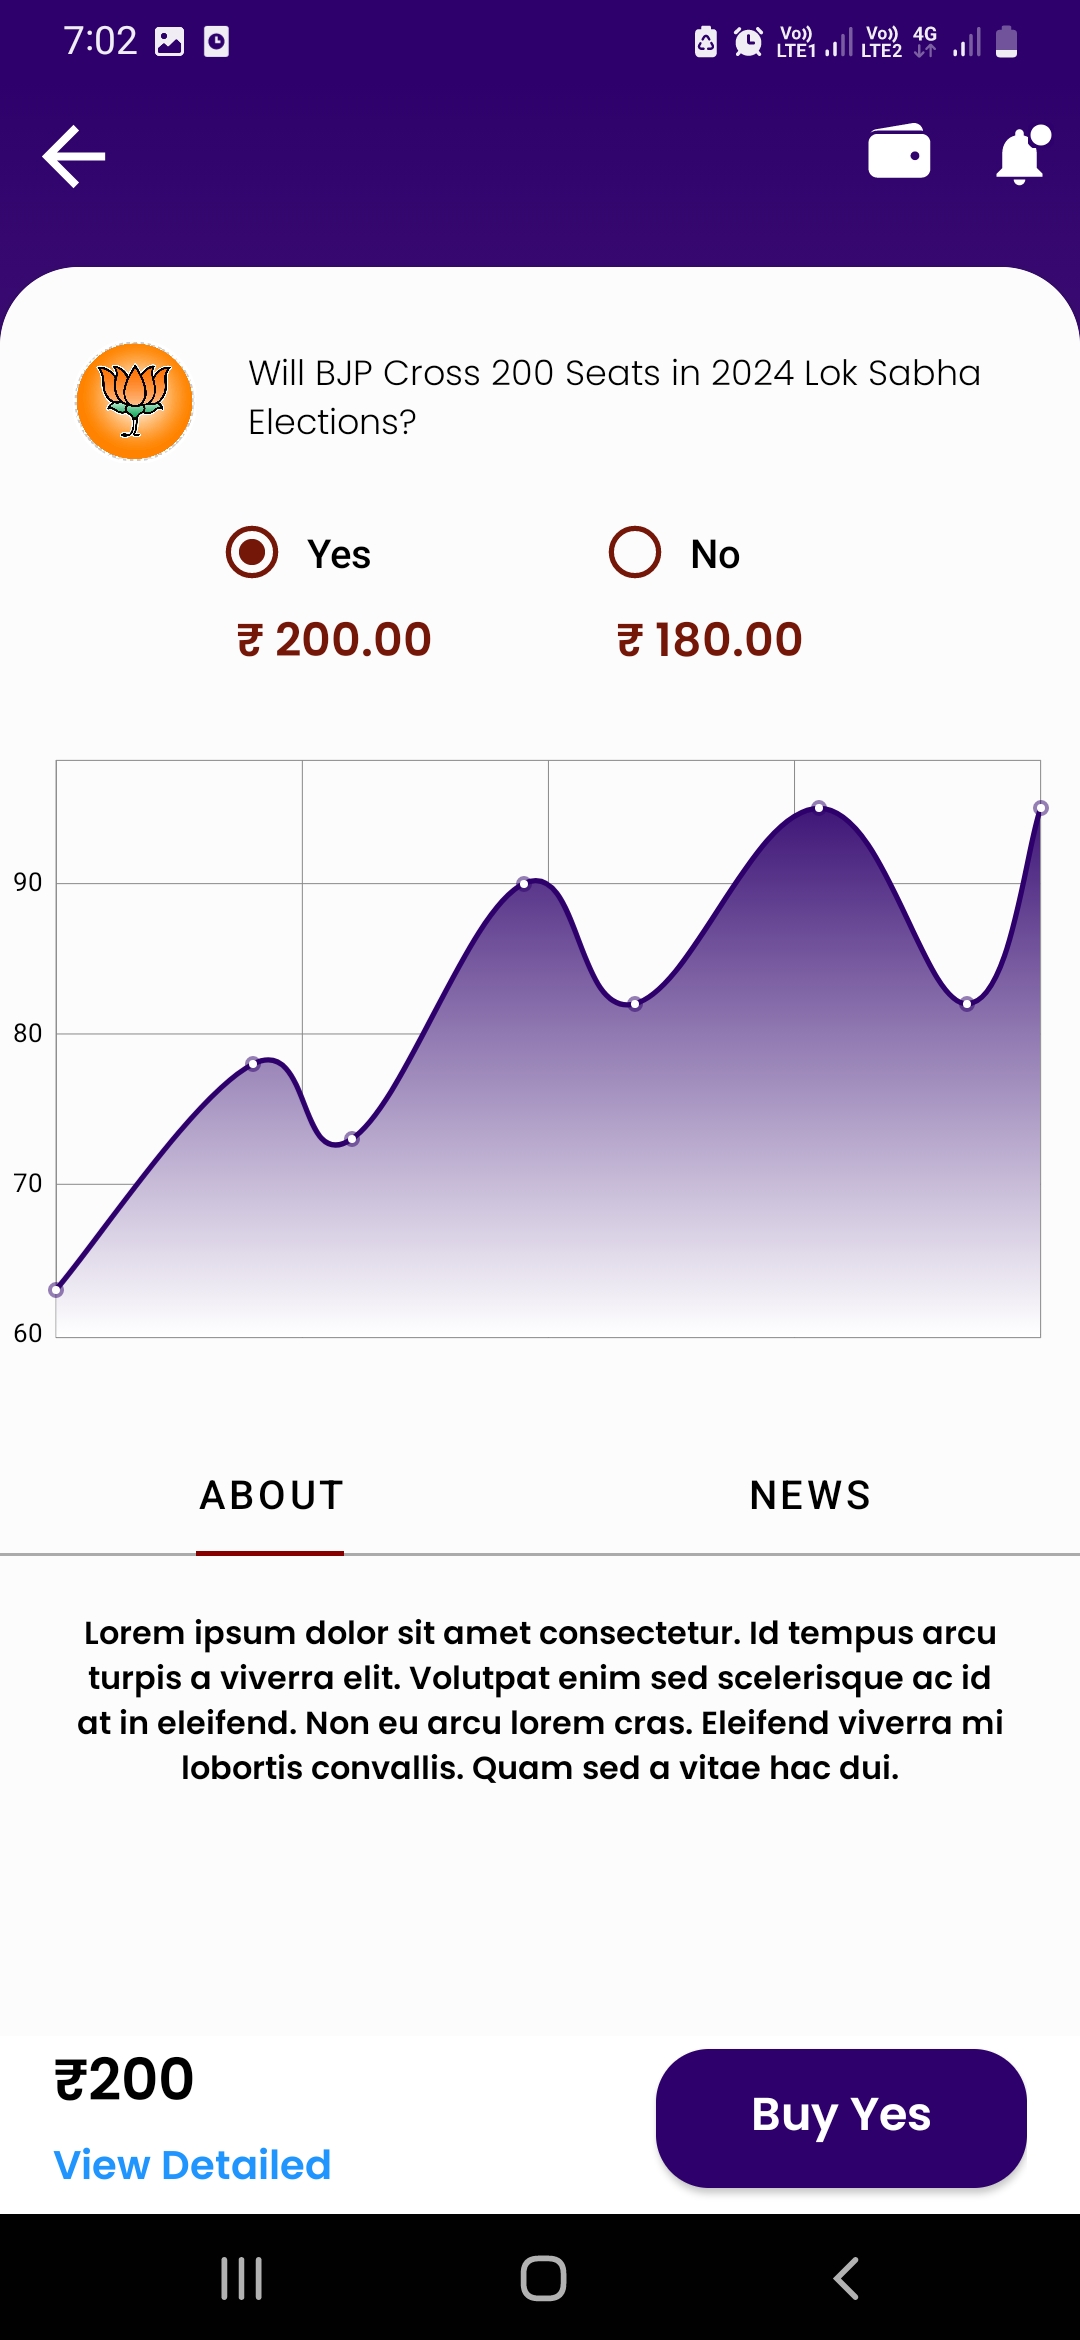 7:02
Vo)) LTE1 Vo)) LTE2 4G
Will BJP Cross 200 Seats in 2024 Lok Sabha
Elections?
Yes No
₹ 200.00 ₹ 180.00
90
80
70
60
ABOUT NEWS
Lorem ipsum dolor sit amet consectetur. Id tempus arcu
turpis a viverra elit. Volutpat enim sed scelerisque ac id
at in eleifend. Non eu arcu lorem cras. Eleifend viverra mi
lobortis convallis. Quam sed a vitae hac dui.
₹200
Buy Yes
View Detailed